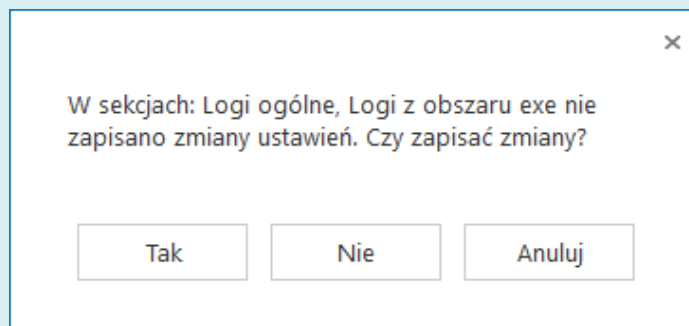 W sekcjach: Logi ogólne, Logi z obszaru exe nie
zapisano zmiany ustawień. Czy zapisać zmiany?
Tak
Nie
Anuluj